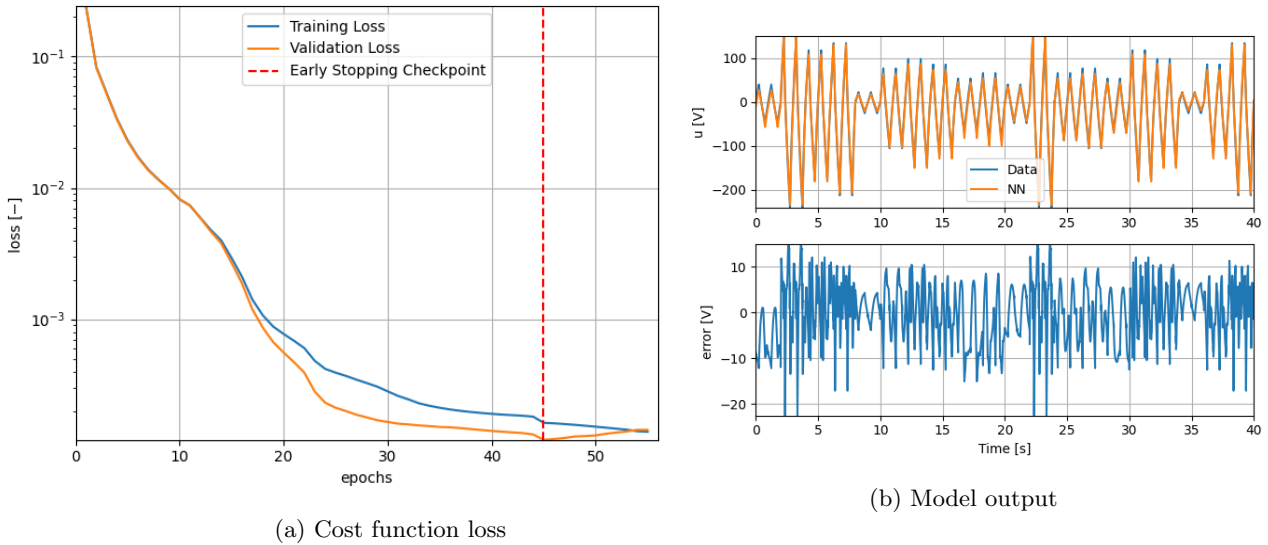 Training Loss
Validation Loss
Early Stopping Checkpoint
10⁻¹
10⁻²
10⁻³
loss [−]
0 10 20 30 40 50
epochs
(a) Cost function loss
100
0
−100
−200
u [V]
Data
NN
0 5 10 15 20 25 30 35 40
10
0
−10
−20
error [V]
0 5 10 15 20 25 30 35 40
Time [s]
(b) Model output